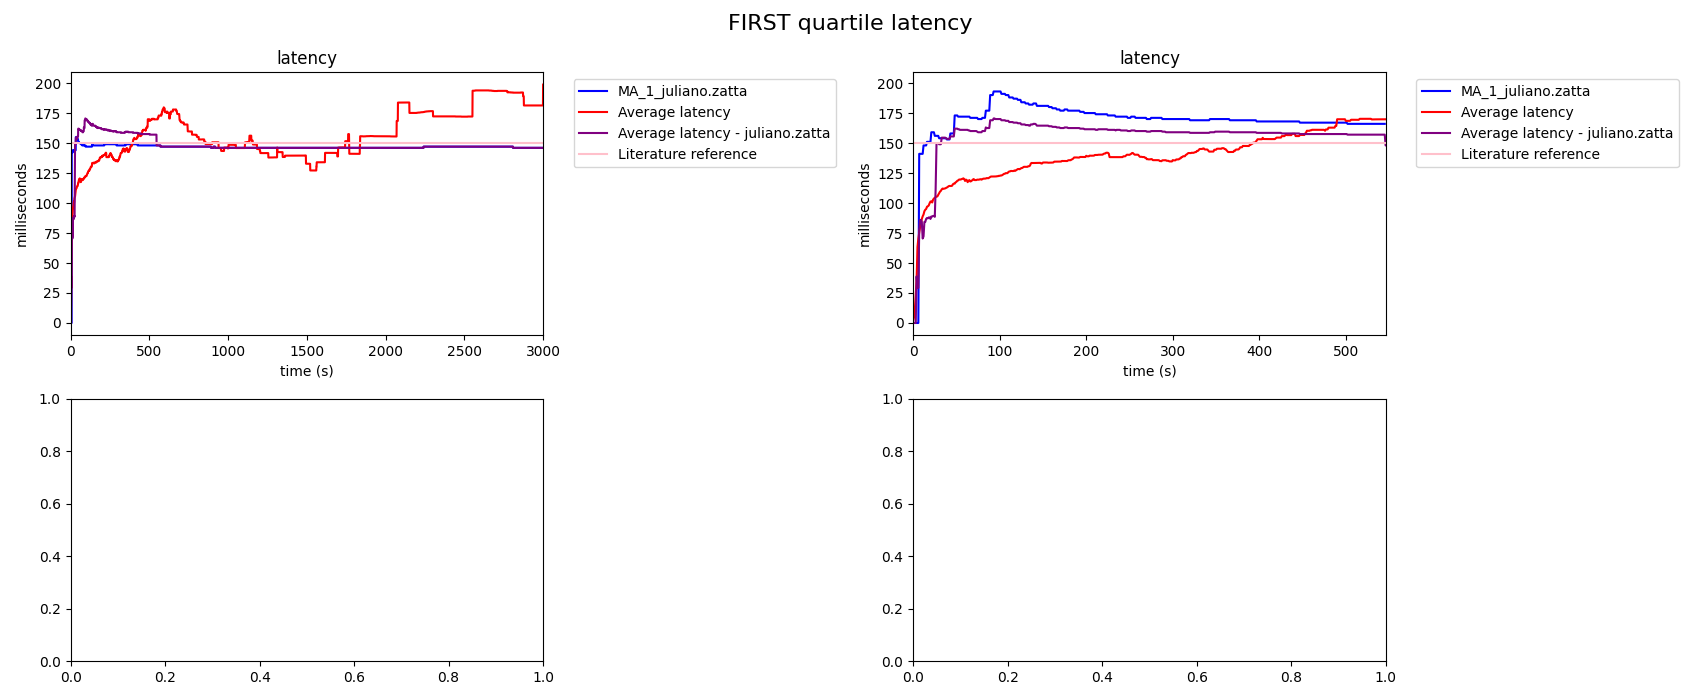 FIRST quartile latency
latency
200
175
150
125
100
75
50
25
0
milliseconds
0 500 1000 1500 2000 2500 3000
time (s)
MA_1_juliano.zatta
Average latency
Average latency - juliano.zatta
Literature reference
latency
200
175
150
125
100
75
50
25
0
milliseconds
0 100 200 300 400 500
time (s)
MA_1_juliano.zatta
Average latency
Average latency - juliano.zatta
Literature reference
1.0
0.8
0.6
0.4
0.2
0.0
0.0 0.2 0.4 0.6 0.8 1.0
1.0
0.8
0.6
0.4
0.2
0.0
0.0 0.2 0.4 0.6 0.8 1.0